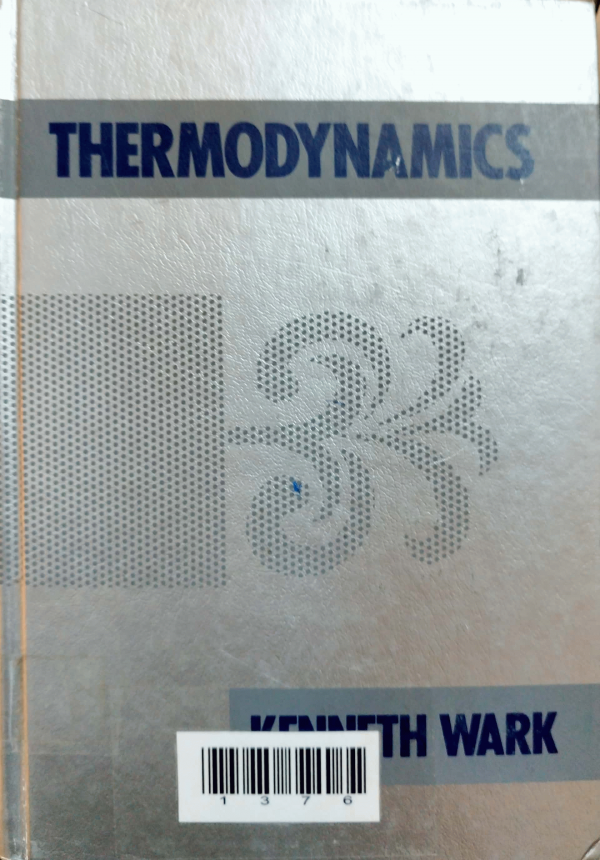 THERMODYNAMICS
KENNETH WARK
1 3 7 6